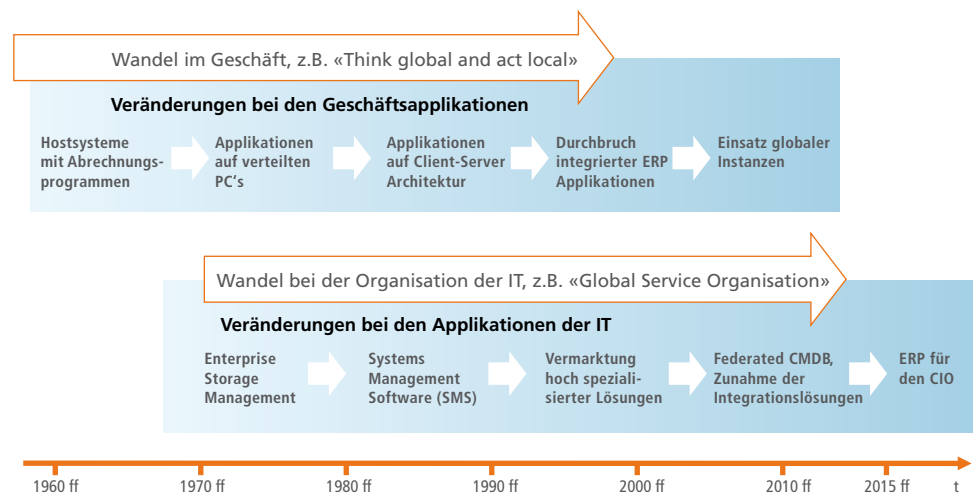 Wandel im Geschäft, z.B. «Think global and act local»
Veränderungen bei den Geschäftsapplikationen
Hostsysteme
mit Abrechnungs-
programmen
Applikationen
auf verteilten
PC‘s
Applikationen
auf Client-Server
Architektur
Durchbruch
integrierter ERP
Applikationen
Einsatz globaler
Instanzen
Wandel bei der Organisation der IT, z.B. «Global Service Organisation»
Veränderungen bei den Applikationen der IT
Enterprise
Storage
Management
Systems
Management
Software (SMS)
Vermarktung
hoch speziali-
sierter Lösungen
Federated CMDB,
Zunahme der
Integrationslösungen
ERP für
den CIO
1960 ff 1970 ff 1980 ff 1990 ff 2000 ff 2010 ff 2015 ff t